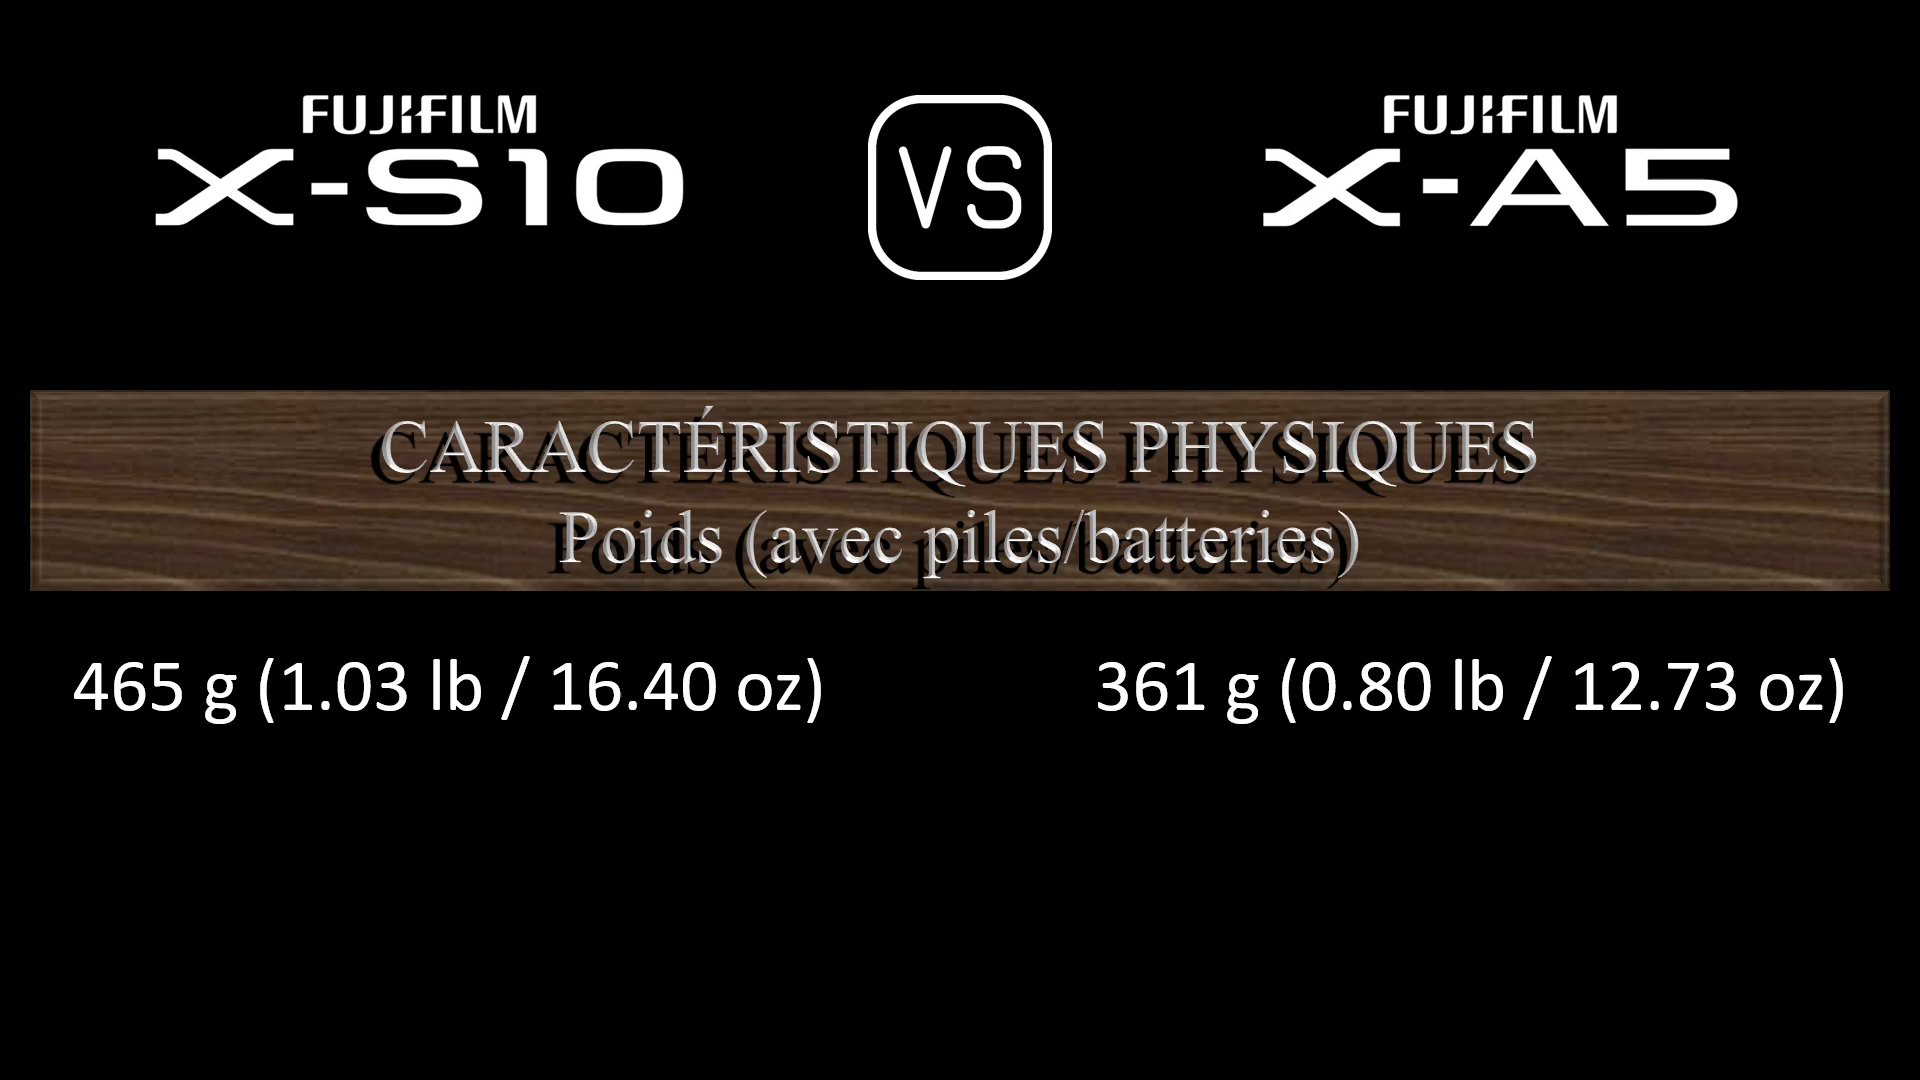 FUJIFILM
X-S10
VS
FUJIFILM
X-A5
CARACTÉRISTIQUES PHYSIQUES
Poids (avec piles/batteries)
465 g (1.03 lb / 16.40 oz)
361 g (0.80 lb / 12.73 oz)